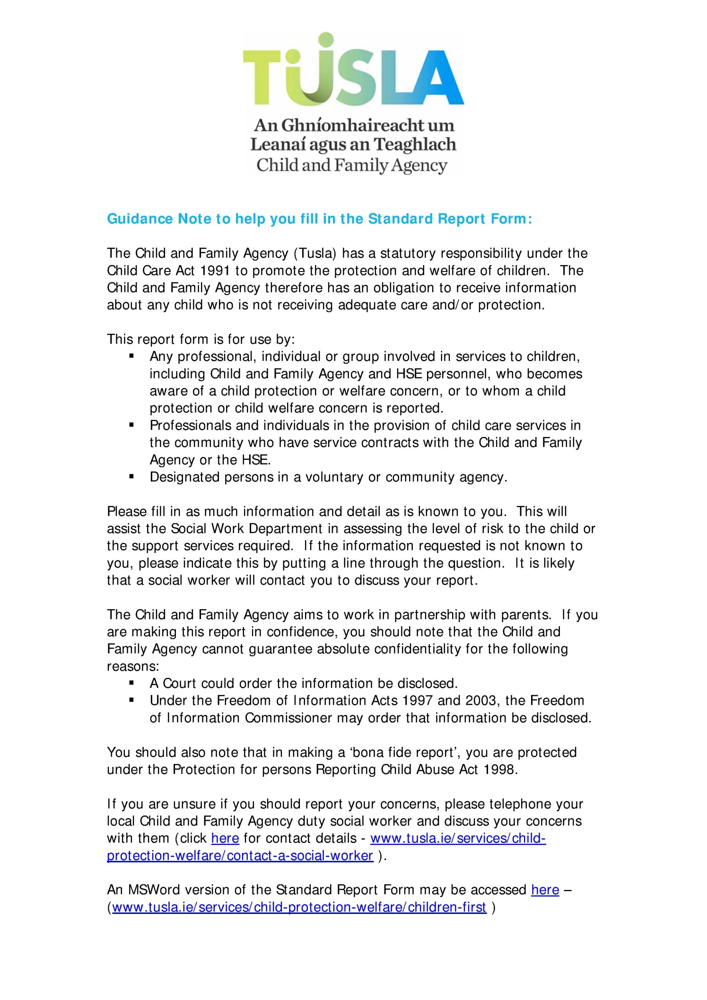 TUSLA
An Ghníomhaireacht um
Leanaí agus an Teaghlach
Child and Family Agency
Guidance Note to help you fill in the Standard Report Form:
The Child and Family Agency (Tusla) has a statutory responsibility under the
Child Care Act 1991 to promote the protection and welfare of children. The
Child and Family Agency therefore has an obligation to receive information
about any child who is not receiving adequate care and/or protection.
This report form is for use by:
▪ Any professional, individual or group involved in services to children,
including Child and Family Agency and HSE personnel, who becomes
aware of a child protection or welfare concern, or to whom a child
protection or child welfare concern is reported.
▪ Professionals and individuals in the provision of child care services in
the community who have service contracts with the Child and Family
Agency or the HSE.
▪ Designated persons in a voluntary or community agency.
Please fill in as much information and detail as is known to you. This will
assist the Social Work Department in assessing the level of risk to the child or
the support services required. If the information requested is not known to
you, please indicate this by putting a line through the question. It is likely
that a social worker will contact you to discuss your report.
The Child and Family Agency aims to work in partnership with parents. If you
are making this report in confidence, you should note that the Child and
Family Agency cannot guarantee absolute confidentiality for the following
reasons:
▪ A Court could order the information be disclosed.
▪ Under the Freedom of Information Acts 1997 and 2003, the Freedom
of Information Commissioner may order that information be disclosed.
You should also note that in making a ‘bona fide report’, you are protected
under the Protection for persons Reporting Child Abuse Act 1998.
If you are unsure if you should report your concerns, please telephone your
local Child and Family Agency duty social worker and discuss your concerns
with them (click here for contact details - www.tusla.ie/services/child-
protection-welfare/contact-a-social-worker ).
An MSWord version of the Standard Report Form may be accessed here –
(www.tusla.ie/services/child-protection-welfare/children-first )